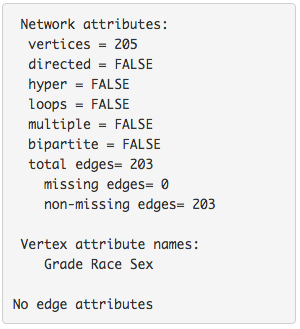 Network attributes:
vertices = 205
directed = FALSE
hyper = FALSE
loops = FALSE
multiple = FALSE
bipartite = FALSE
total edges= 203
missing edges= 0
non-missing edges= 203
Vertex attribute names:
Grade Race Sex
No edge attributes